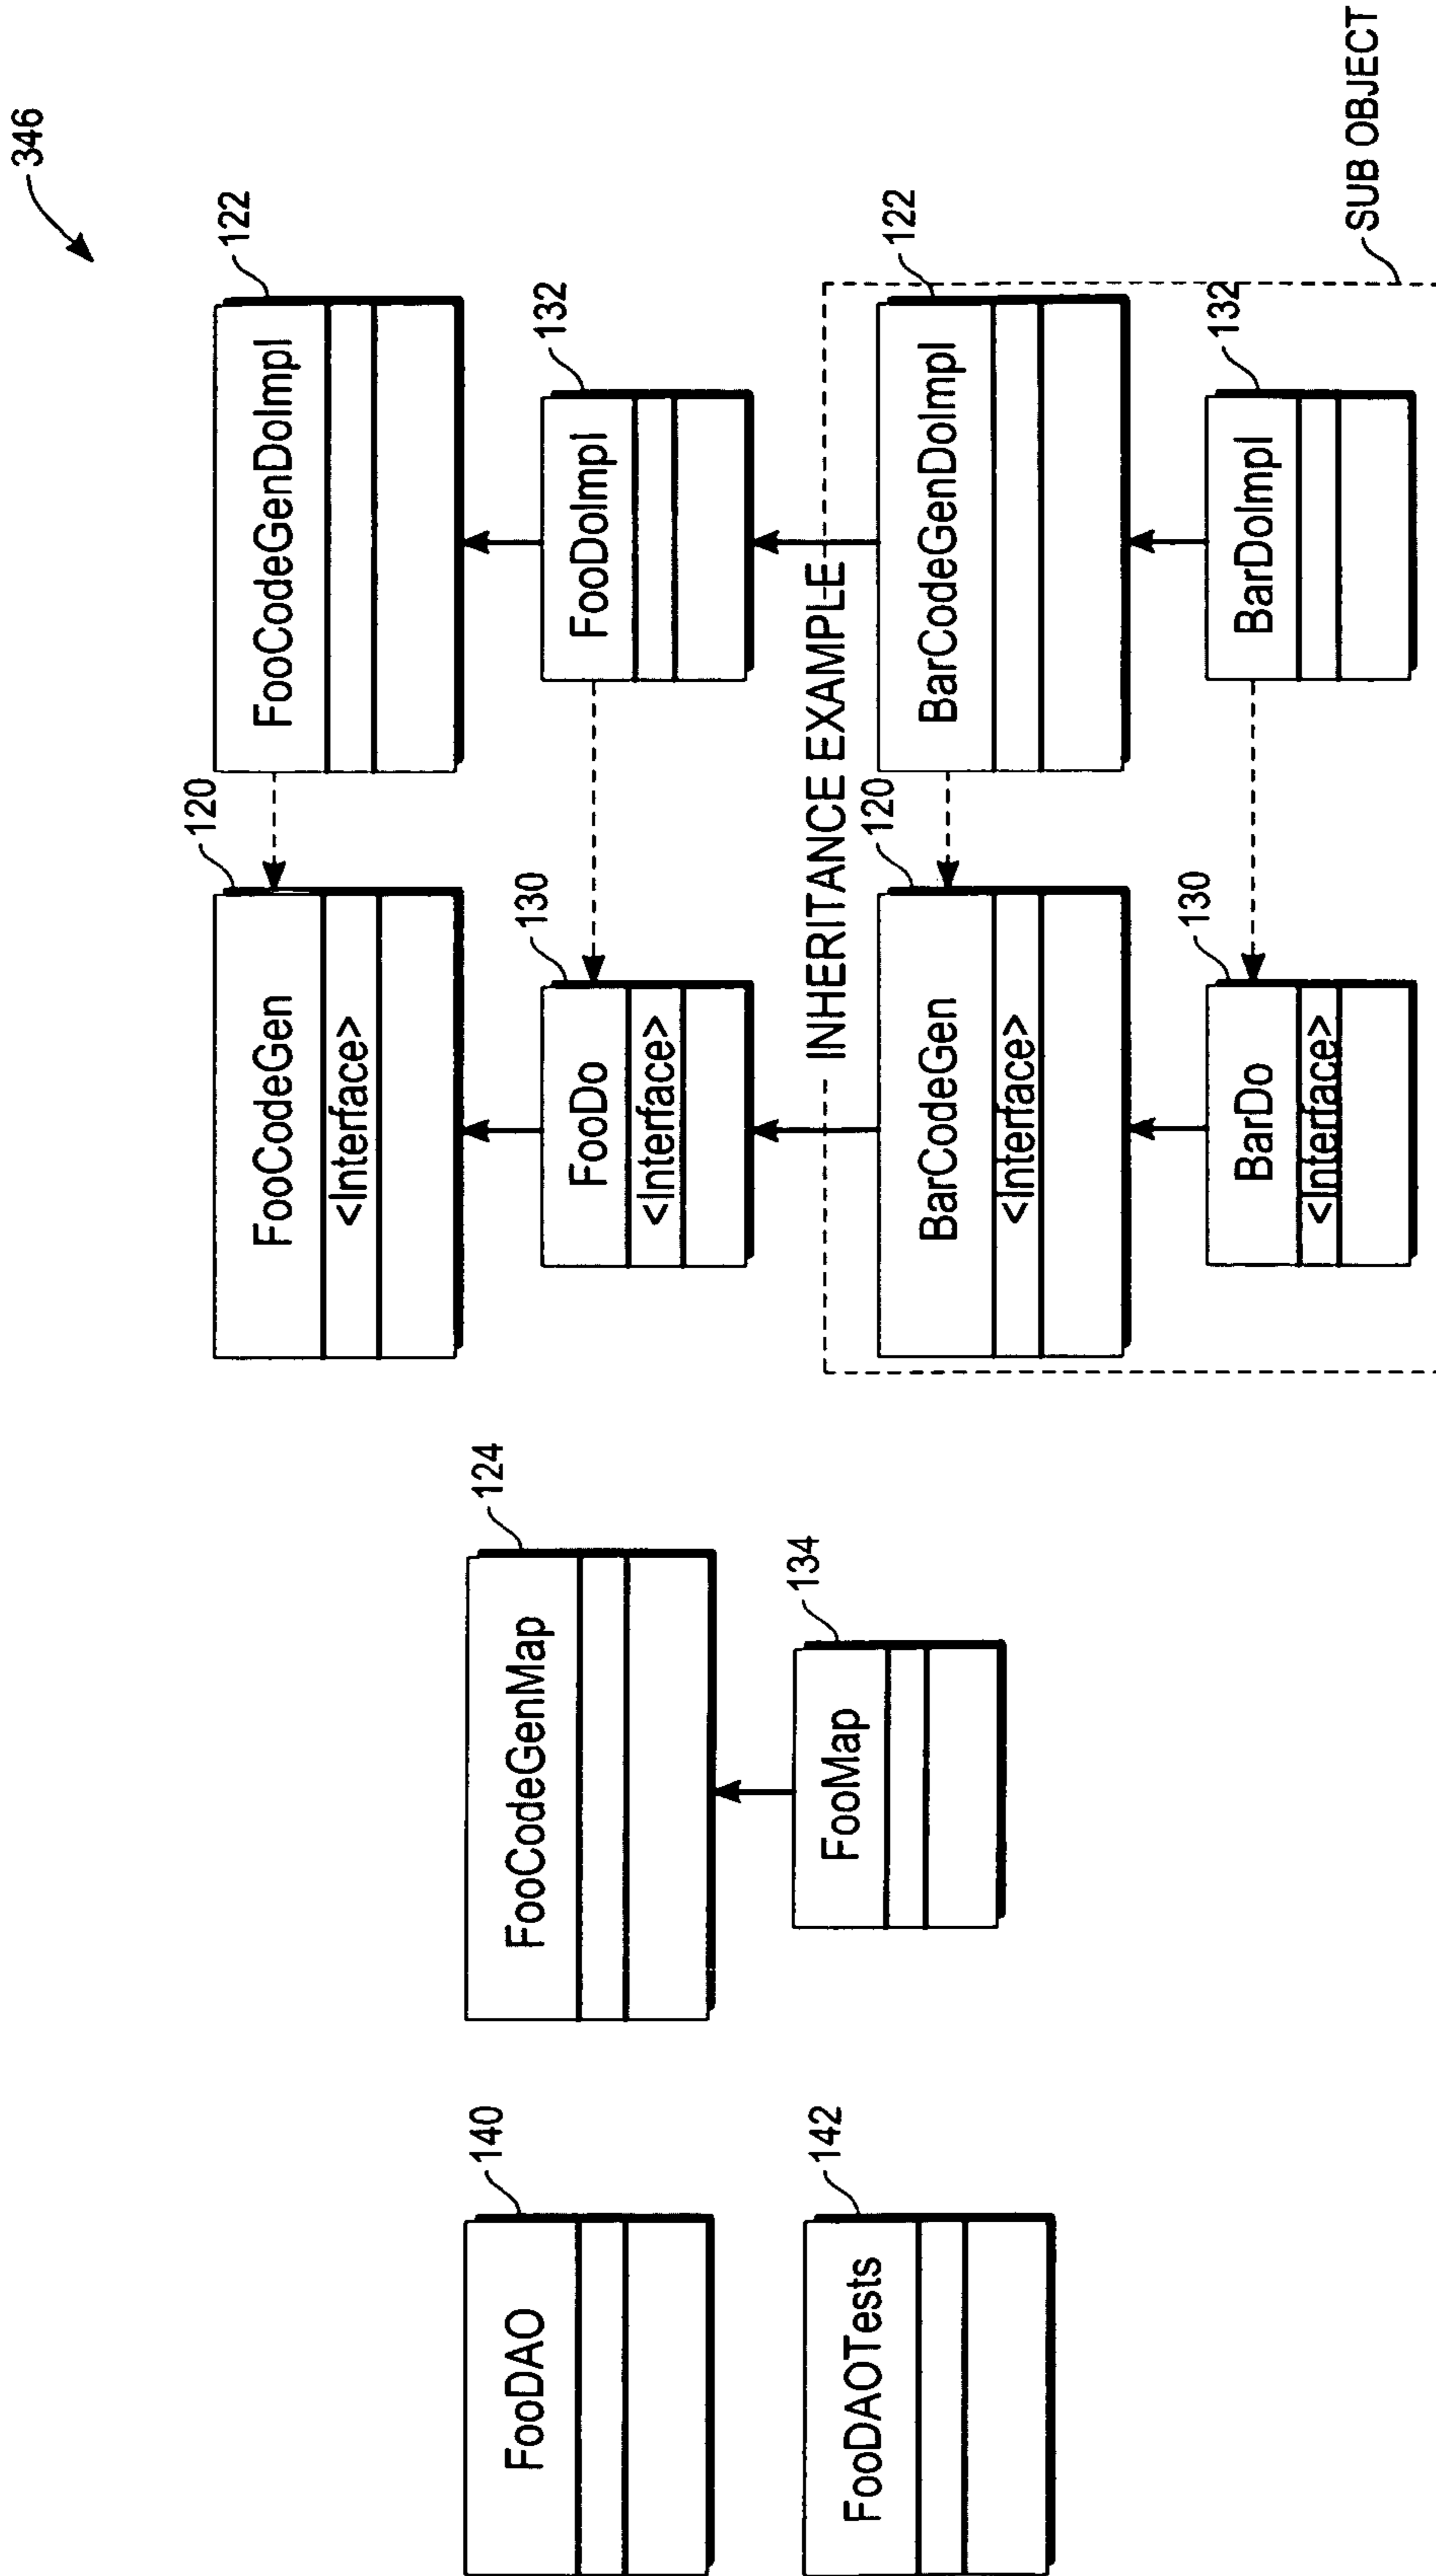 346
FooCodeGen
<Interface>
120
FooCodeGenDoImpl
122
FooDAO
140
FooCodeGenMap
124
FooDo
<Interface>
130
FooDoImpl
132
FooDAOTests
142
FooMap
134
INHERITANCE EXAMPLE
BarCodeGen
<Interface>
120
BarCodeGenDoImpl
122
BarDo
<Interface>
130
BarDoImpl
132
SUB OBJECT